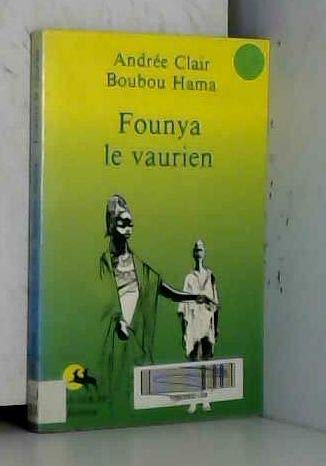 Andrée Clair
Boubou Hama
Founya
le vaurien